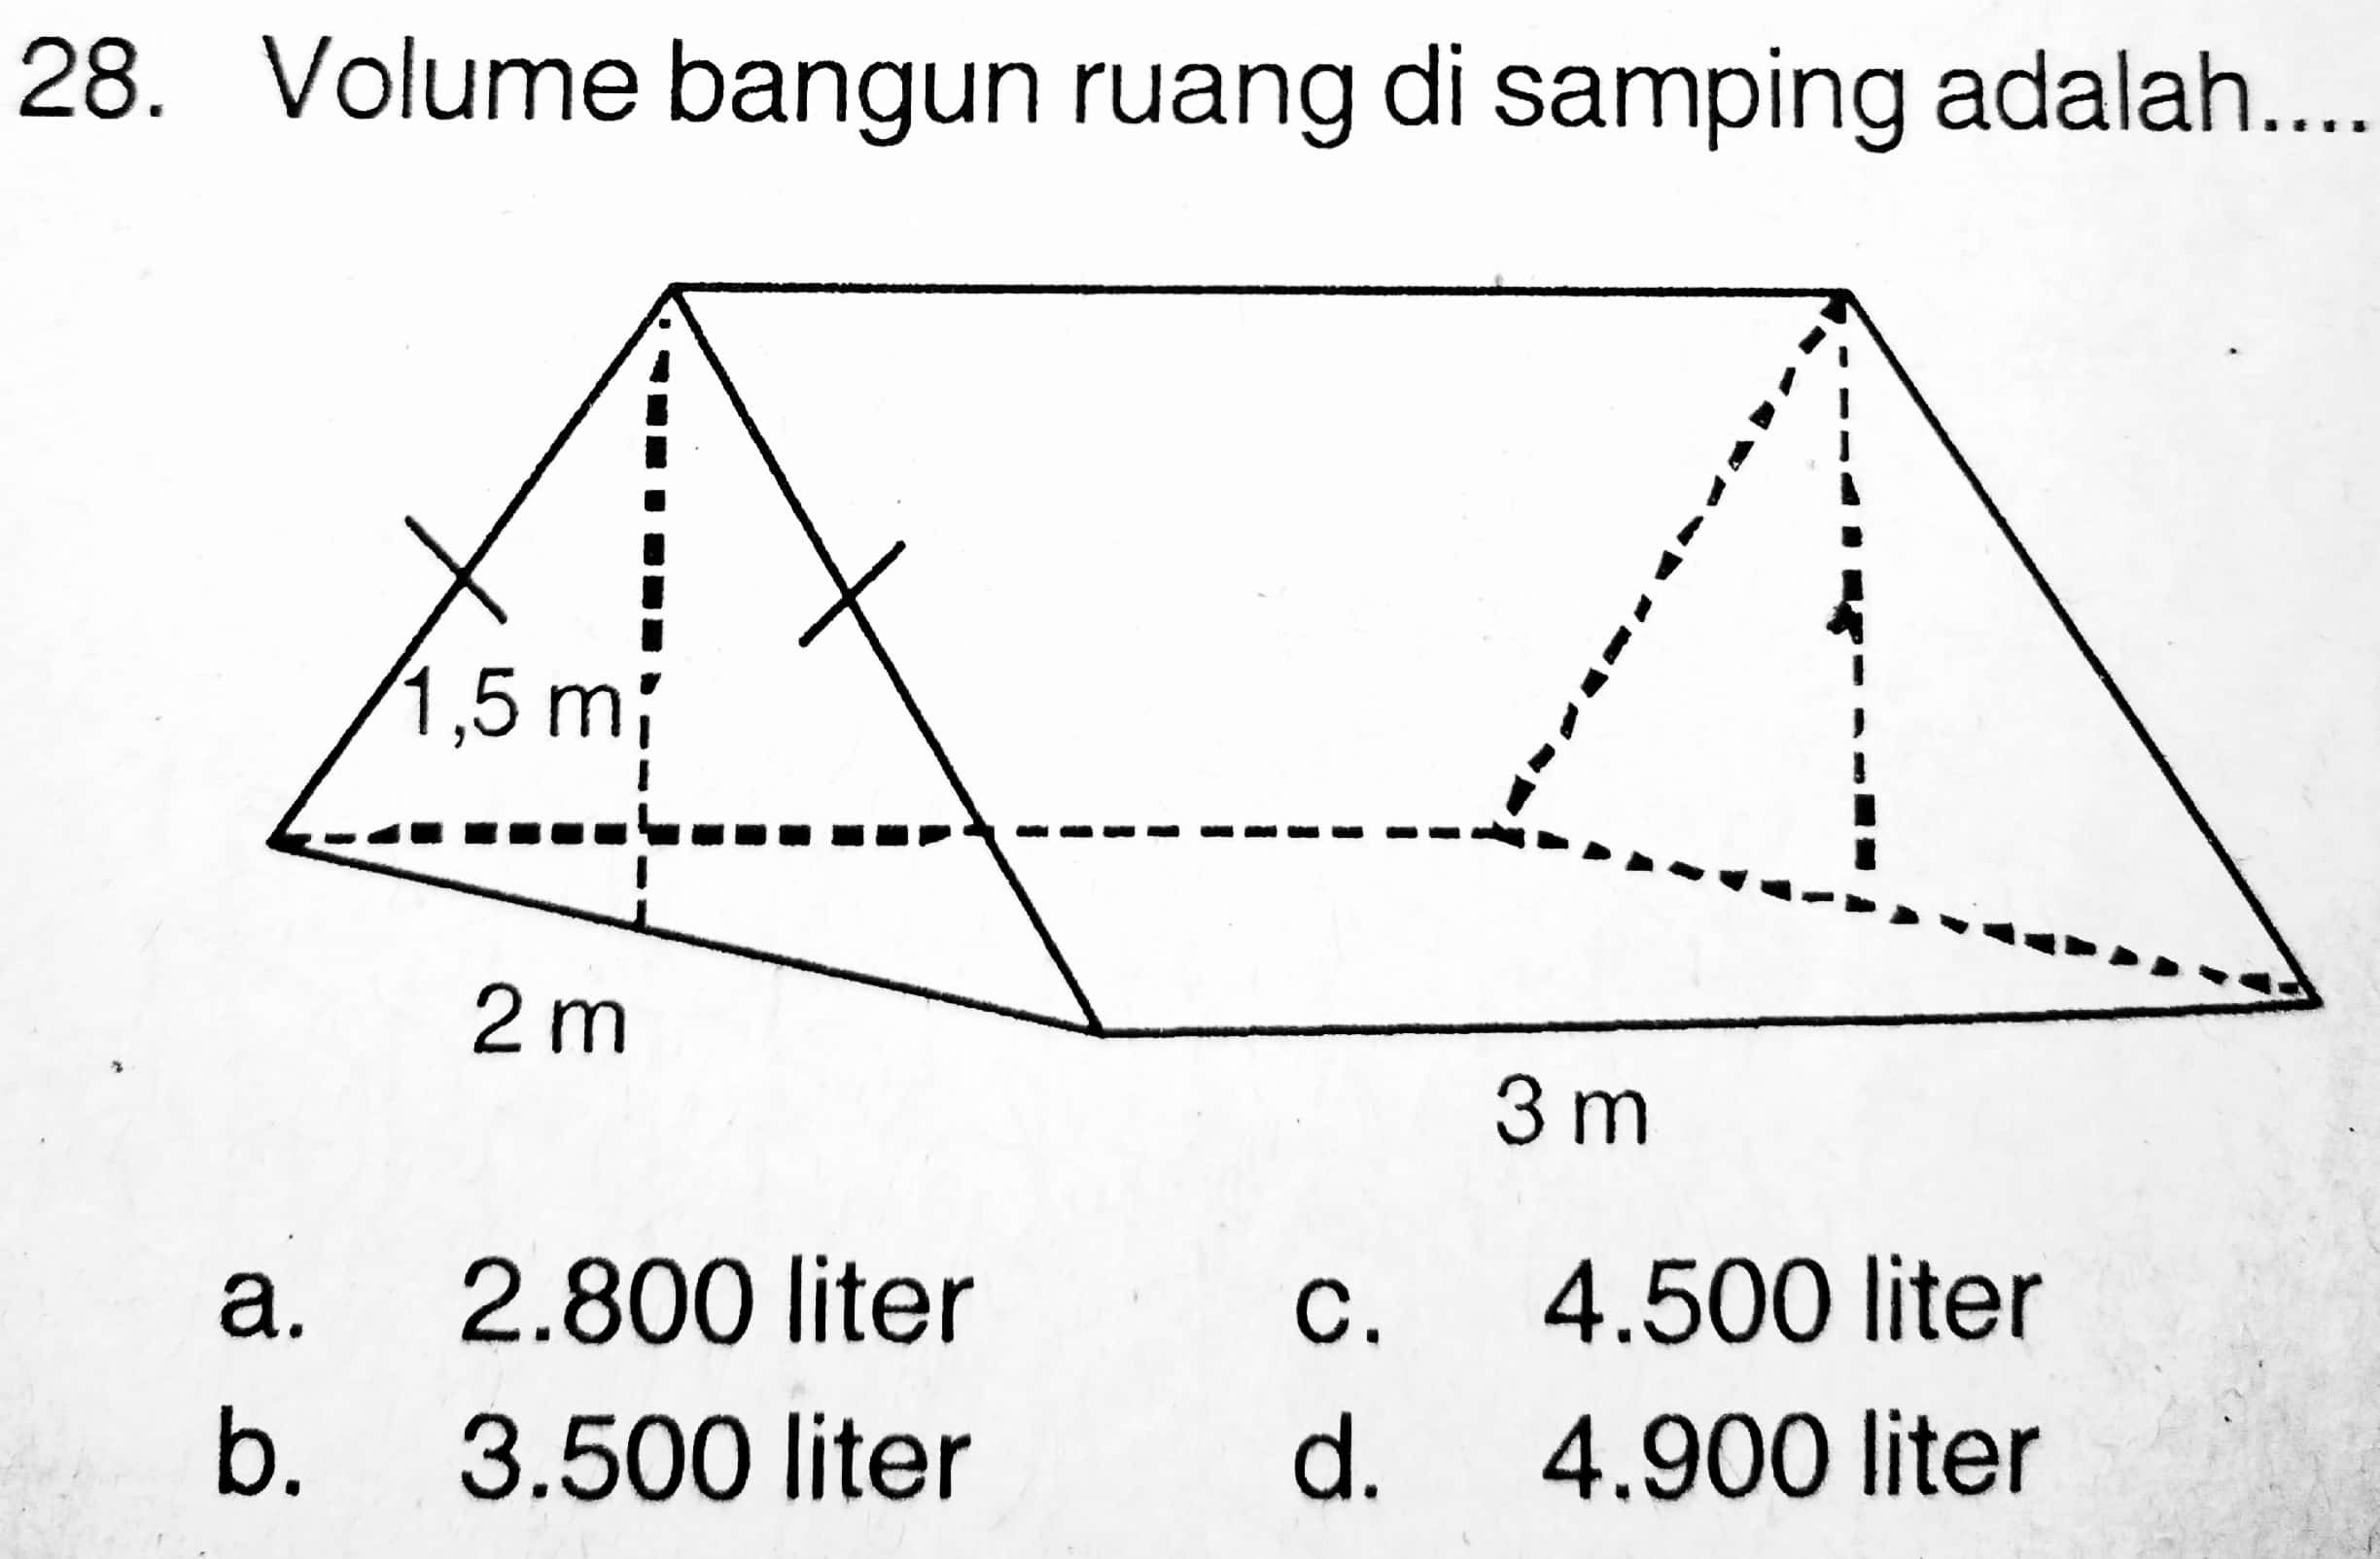 28. Volume bangun ruang di samping adalah....
1,5 m
2 m
3 m
a. 2.800 liter c. 4.500 liter
b. 3.500 liter d. 4.900 liter